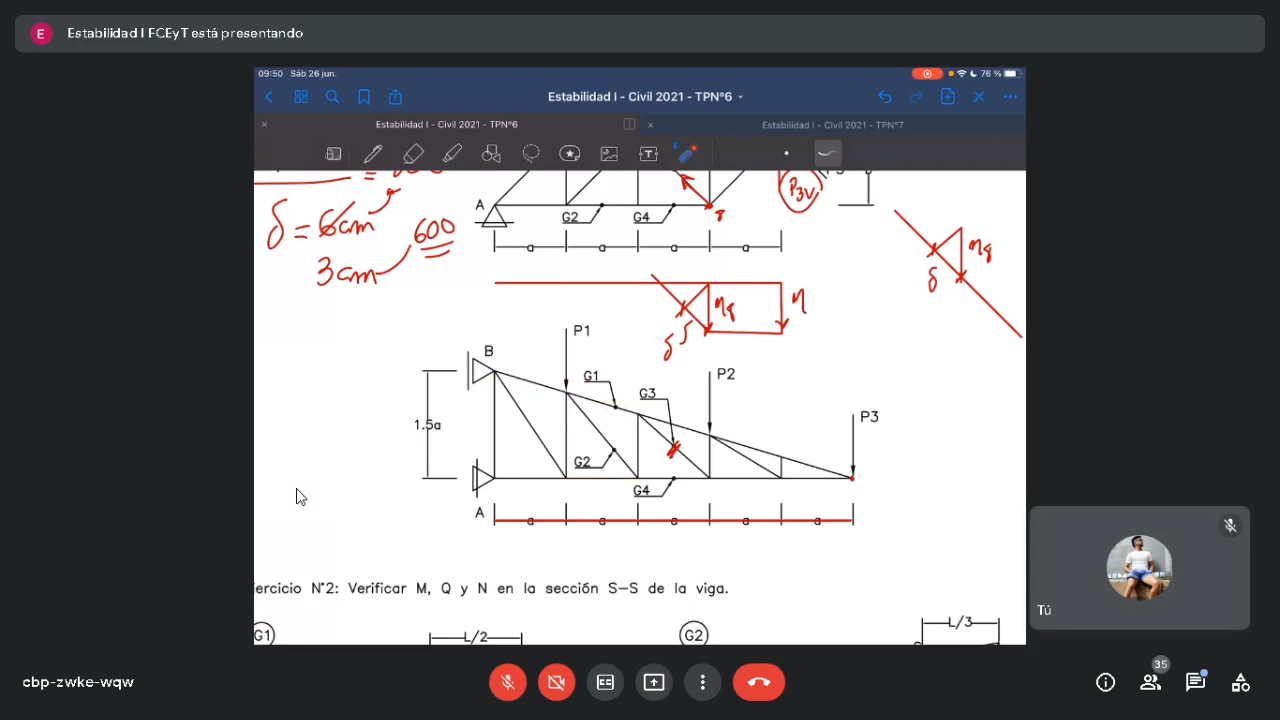 E
Estabilidad I FCEyT está presentando
09:50 Sáb 26 jun.
76 %
Estabilidad I - Civil 2021 - TPN°6
Estabilidad I - Civil 2021 - TPN°6
Estabilidad I - Civil 2021 - TPN°7
δ = 6cm
3cm
600
A
G2
G4
P3V
a
a
a
a
ηq
δ
η
ηq
δ
P1
B
G1
P2
G3
P3
1.5a
G2
G4
A
a
a
a
a
a
jercicio N°2: Verificar M, Q y N en la sección S-S de la viga.
G1
L/2
G2
L/3
Tú
cbp-zwke-wqw
35